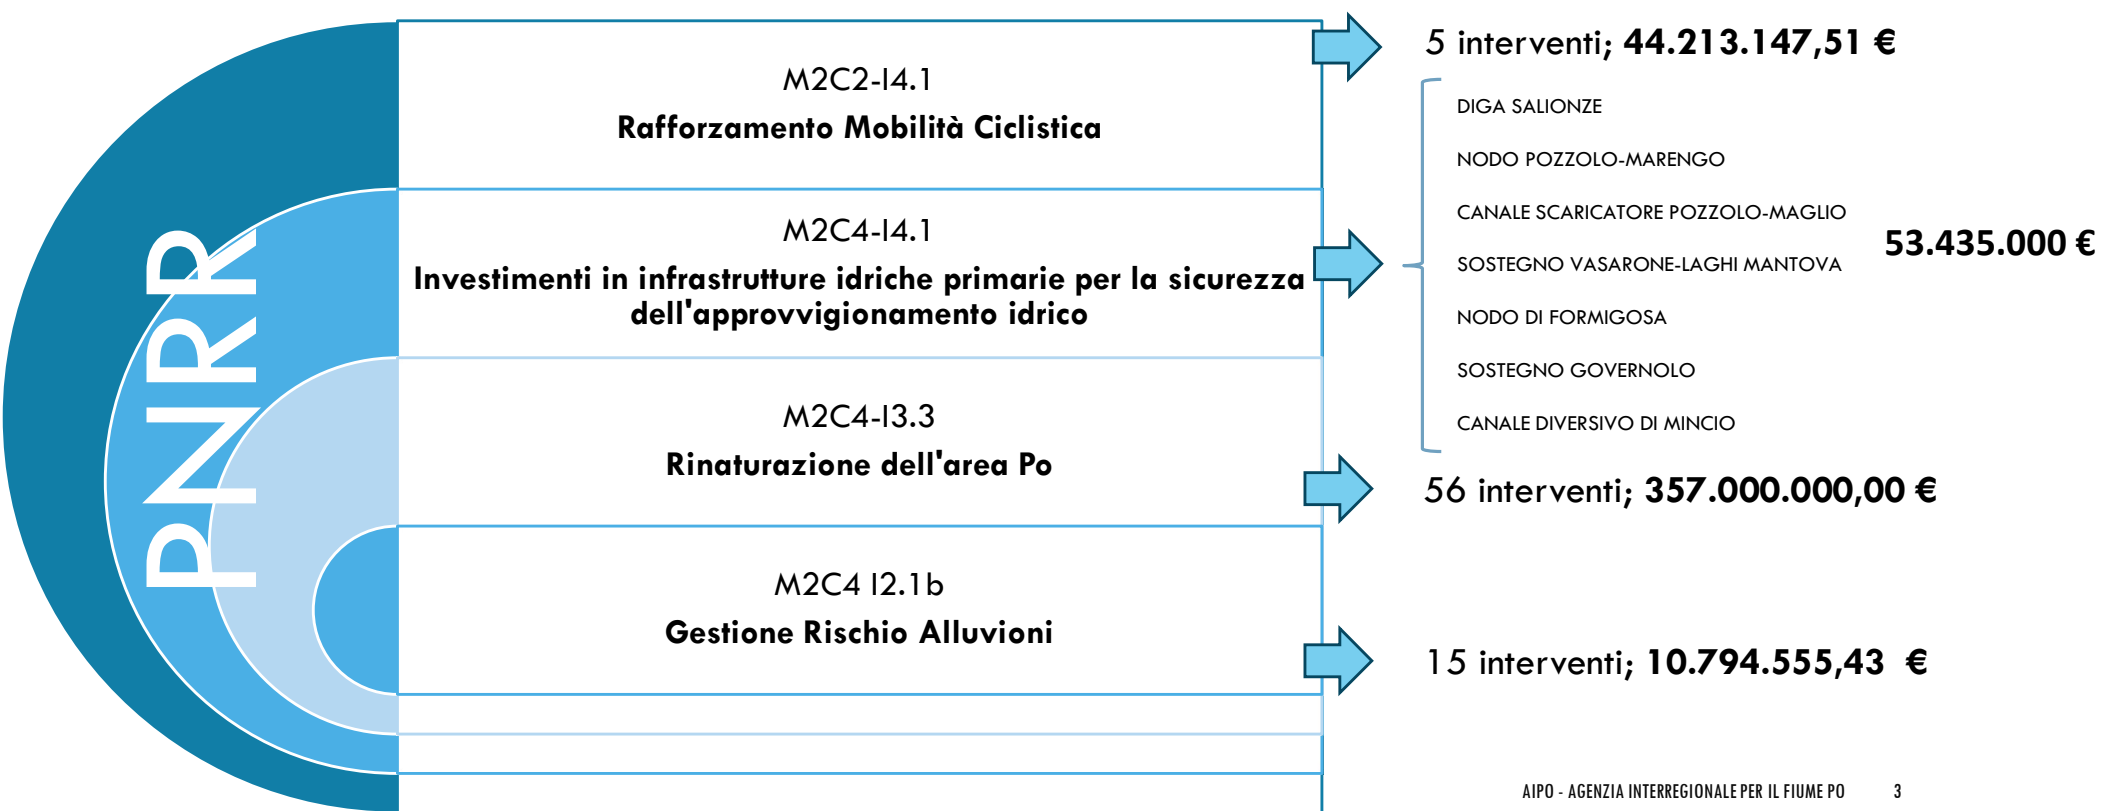 PNRR
M2C2-I4.1
Rafforzamento Mobilità Ciclistica
5 interventi; 44.213.147,51 €
M2C4-I4.1
Investimenti in infrastrutture idriche primarie per la sicurezza
dell'approvvigionamento idrico
DIGA SALIONZE
NODO POZZOLO-MARENGO
CANALE SCARICATORE POZZOLO-MAGLIO
SOSTEGNO VASARONE-LAGHI MANTOVA
NODO DI FORMIGOSA
SOSTEGNO GOVERNOLO
CANALE DIVERSIVO DI MINCIO
53.435.000 €
M2C4-I3.3
Rinaturazione dell'area Po
56 interventi; 357.000.000,00 €
M2C4 I2.1b
Gestione Rischio Alluvioni
15 interventi; 10.794.555,43 €
AIPO - AGENZIA INTERREGIONALE PER IL FIUME PO 3